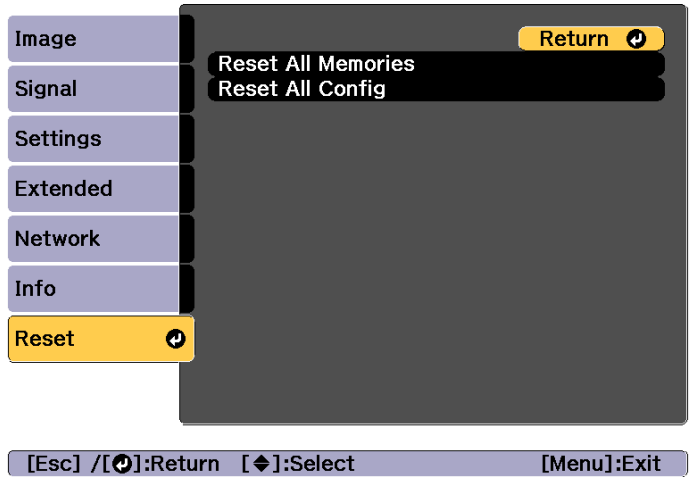 Image
Signal
Settings
Extended
Network
Info
Reset
Return
Reset All Memories
Reset All Config
[Esc] /[⏎]:Return [◆]:Select [Menu]:Exit